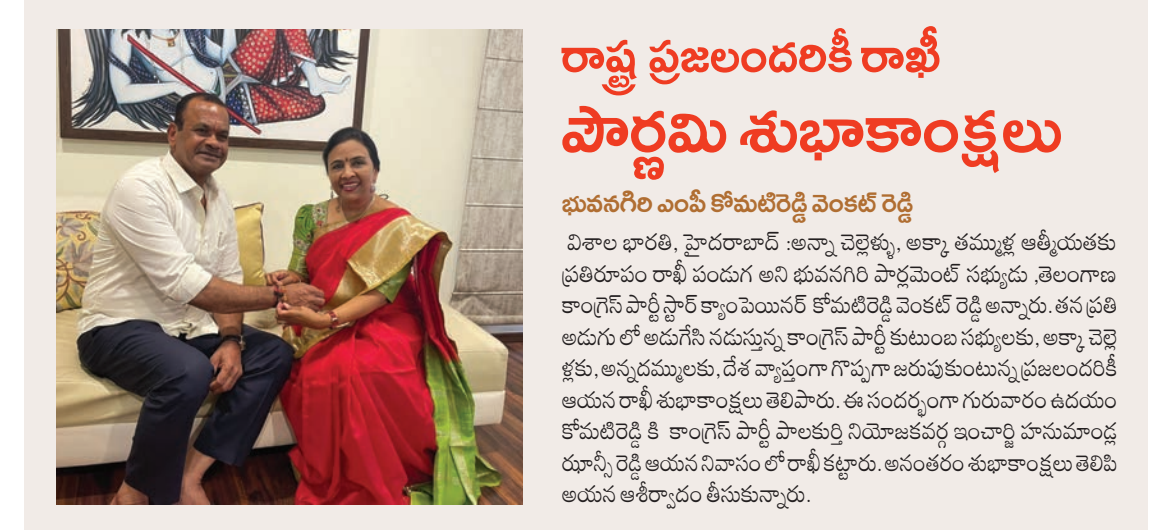 రాష్ట్ర ప్రజలందరికీ రాఖీ
పౌర్ణమి శుభాకాంక్షలు
భువనగిరి ఎంపీ కోమటిరెడ్డి వెంకట్ రెడ్డి
విశాల భారతి, హైదరాబాద్ :అన్నా చెల్లెళ్ళు, అక్కా తమ్ముళ్ల ఆత్మీయతకు
ప్రతిరూపం రాఖీ పండుగ అని భువనగిరి పార్లమెంట్ సభ్యుడు ,తెలంగాణ
కాంగ్రెస్ పార్టీ స్టార్ క్యాంపెయినర్ కోమటిరెడ్డి వెంకట్ రెడ్డి అన్నారు. తన ప్రతి
అడుగు లో అడుగేసి నడుస్తున్న కాంగ్రెస్ పార్టీ కుటుంబ సభ్యులకు, అక్కా చెల్లె
ళ్లకు, అన్నదమ్ములకు, దేశ వ్యాప్తంగా గొప్పగా జరుపుకుంటున్న ప్రజలందరికీ
ఆయన రాఖీ శుభాకాంక్షలు తెలిపారు. ఈ సందర్భంగా గురువారం ఉదయం
కోమటిరెడ్డి కి కాంగ్రెస్ పార్టీ పాలకుర్తి నియోజకవర్గ ఇంచార్జి హనుమాండ్ల
ఝాన్సీ రెడ్డి ఆయన నివాసం లో రాఖీ కట్టారు. అనంతరం శుభాకాంక్షలు తెలిపి
అయన ఆశీర్వాదం తీసుకున్నారు.